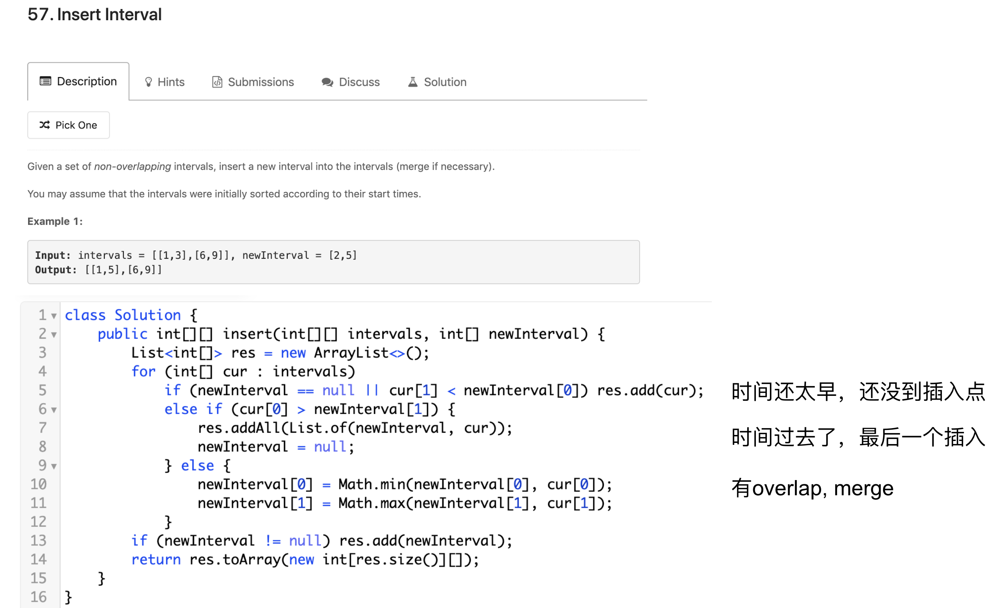 57. Insert Interval
Description
Hints
Submissions
Discuss
Solution
Pick One
Given a set of non-overlapping intervals, insert a new interval into the intervals (merge if necessary).
You may assume that the intervals were initially sorted according to their start times.
Example 1:
Input: intervals = [[1,3],[6,9]], newInterval = [2,5]
Output: [[1,5],[6,9]]
1 class Solution {
2     public int[][] insert(int[][] intervals, int[] newInterval) {
3         List<int[]> res = new ArrayList<>();
4         for (int[] cur : intervals)
5             if (newInterval == null || cur[1] < newInterval[0]) res.add(cur); 时间还太早，还没到插入点
6             else if (cur[0] > newInterval[1]) {
7                 res.addAll(List.of(newInterval, cur)); 时间过去了，最后一个插入
8                 newInterval = null;
9             } else {
10                 newInterval[0] = Math.min(newInterval[0], cur[0]); 有overlap, merge
11                 newInterval[1] = Math.max(newInterval[1], cur[1]);
12             }
13         if (newInterval != null) res.add(newInterval);
14         return res.toArray(new int[res.size()][]);
15     }
16 }